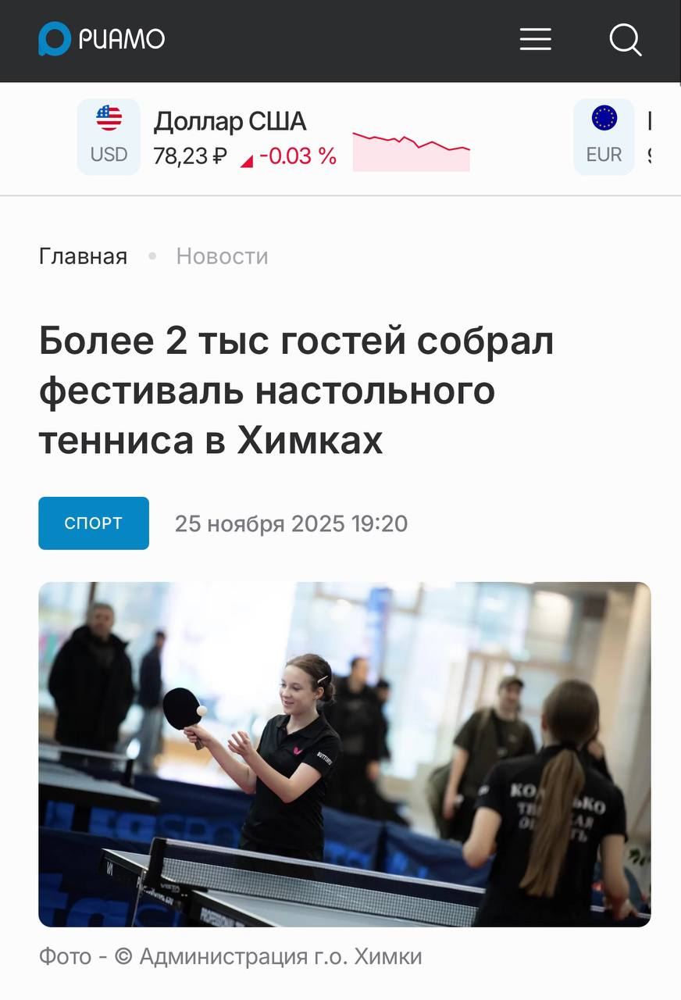 РИАМО
Доллар США
USD
78,23 ₽ -0.03 %
EUR
Главная • Новости
Более 2 тыс гостей собрал
фестиваль настольного
тенниса в Химках
СПОРТ
25 ноября 2025 19:20
Фото - © Администрация г.о. Химки